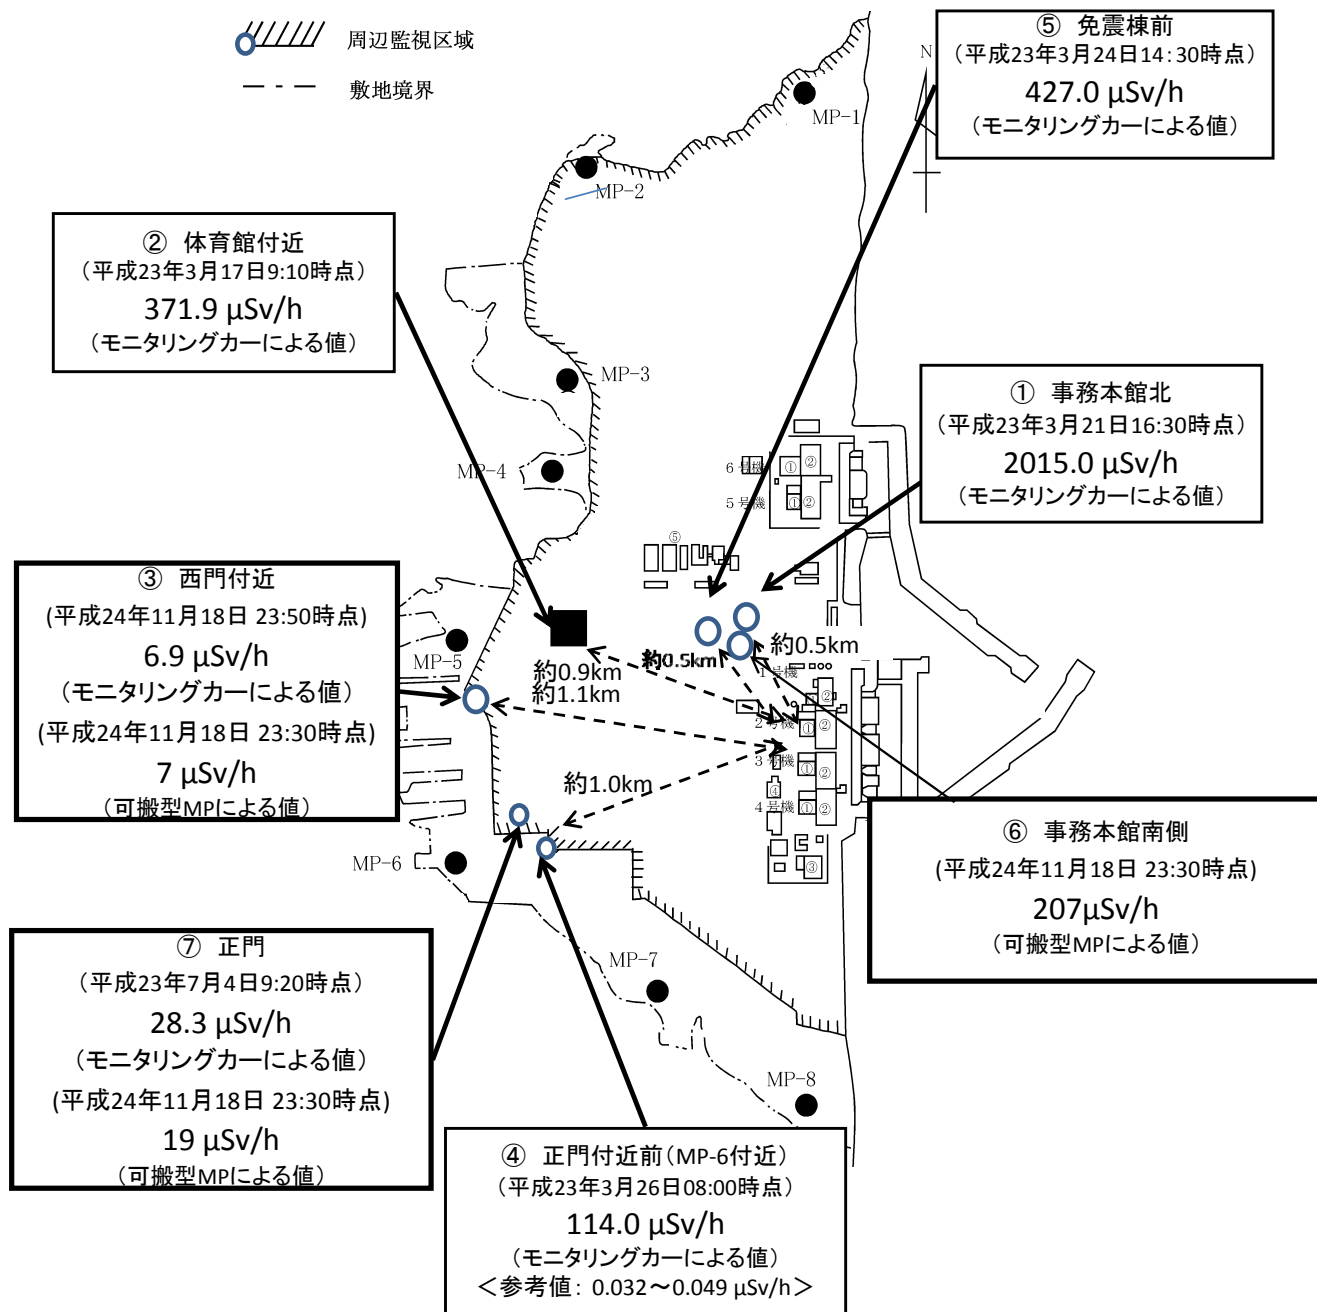 周辺監視区域
敷地境界
⑤ 免震棟前
（平成23年3月24日14:30時点）
427.0 μSv/h
（モニタリングカーによる値）
N
MP-1
MP-2
② 体育館付近
（平成23年3月17日9:10時点）
371.9 μSv/h
（モニタリングカーによる値）
MP-3
① 事務本館北
（平成23年3月21日16:30時点）
2015.0 μSv/h
（モニタリングカーによる値）
MP-4
6号機
① ②
5号機
① ②
⑤
③ 西門付近
(平成24年11月18日 23:50時点)
6.9 μSv/h
（モニタリングカーによる値）
(平成24年11月18日 23:30時点)
7 μSv/h
（可搬型MPによる値）
MP-5
約0.9km
約1.1km
約0.5km
約0.5km
1号機
②
2号機
① ②
3号機
① ②
④
4号機
① ②
③
約1.0km
MP-6
⑥ 事務本館南側
(平成24年11月18日 23:30時点)
207μSv/h
（可搬型MPによる値）
⑦ 正門
（平成23年7月4日9:20時点）
28.3 μSv/h
（モニタリングカーによる値）
(平成24年11月18日 23:30時点)
19 μSv/h
（可搬型MPによる値）
MP-7
MP-8
④ 正門付近前（MP-6付近）
（平成23年3月26日08:00時点）
114.0 μSv/h
（モニタリングカーによる値）
＜参考値: 0.032～0.049 μSv/h＞